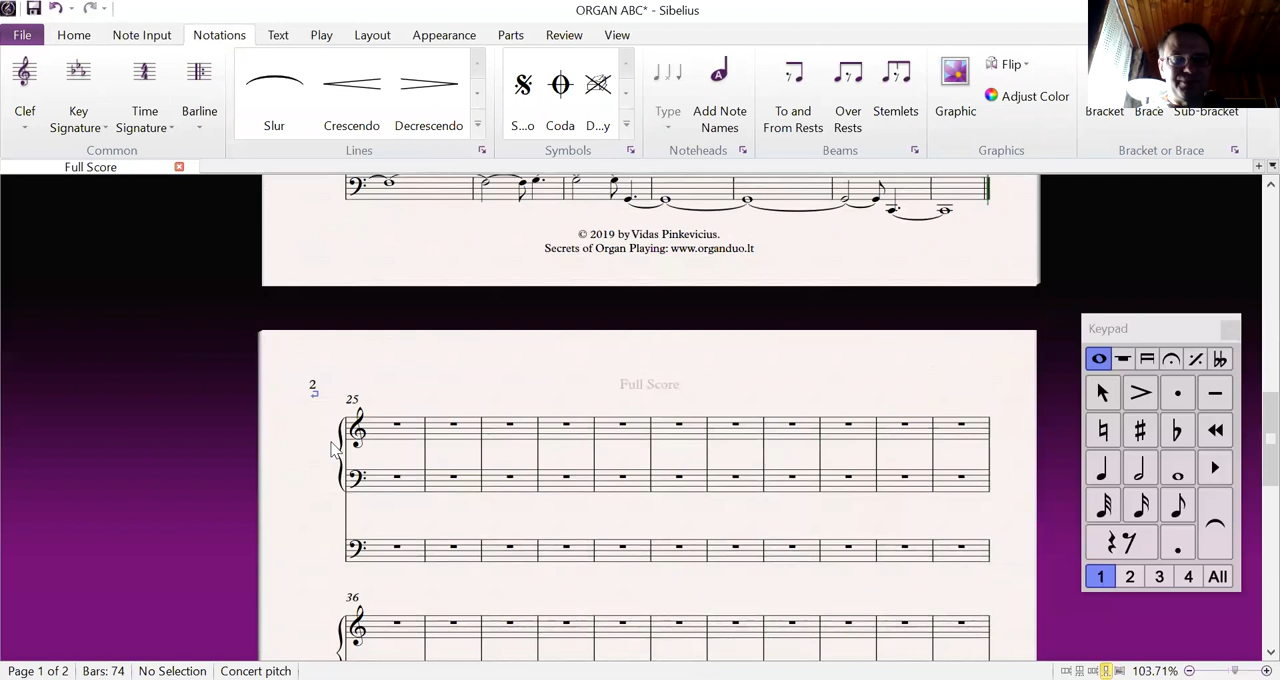 ORGAN ABC* - Sibelius
File Home Note Input Notations Text Play Layout Appearance Parts Review View
Clef Key Signature Time Signature Barline
Common
Slur Crescendo Decrescendo
Lines
S...o Coda D...y
Symbols
Type Add Note Names
Noteheads
To and From Rests Over Rests Stemlets
Beams
Graphic Flip Adjust Color
Graphics
Bracket Brace Sub-bracket
Bracket or Brace
Full Score
© 2019 by Vidas Pinkevicius.
Secrets of Organ Playing: www.organduo.lt
Keypad
2
Full Score
25
36
1 2 3 4 All
Page 1 of 2 Bars: 74 No Selection Concert pitch 103.71%